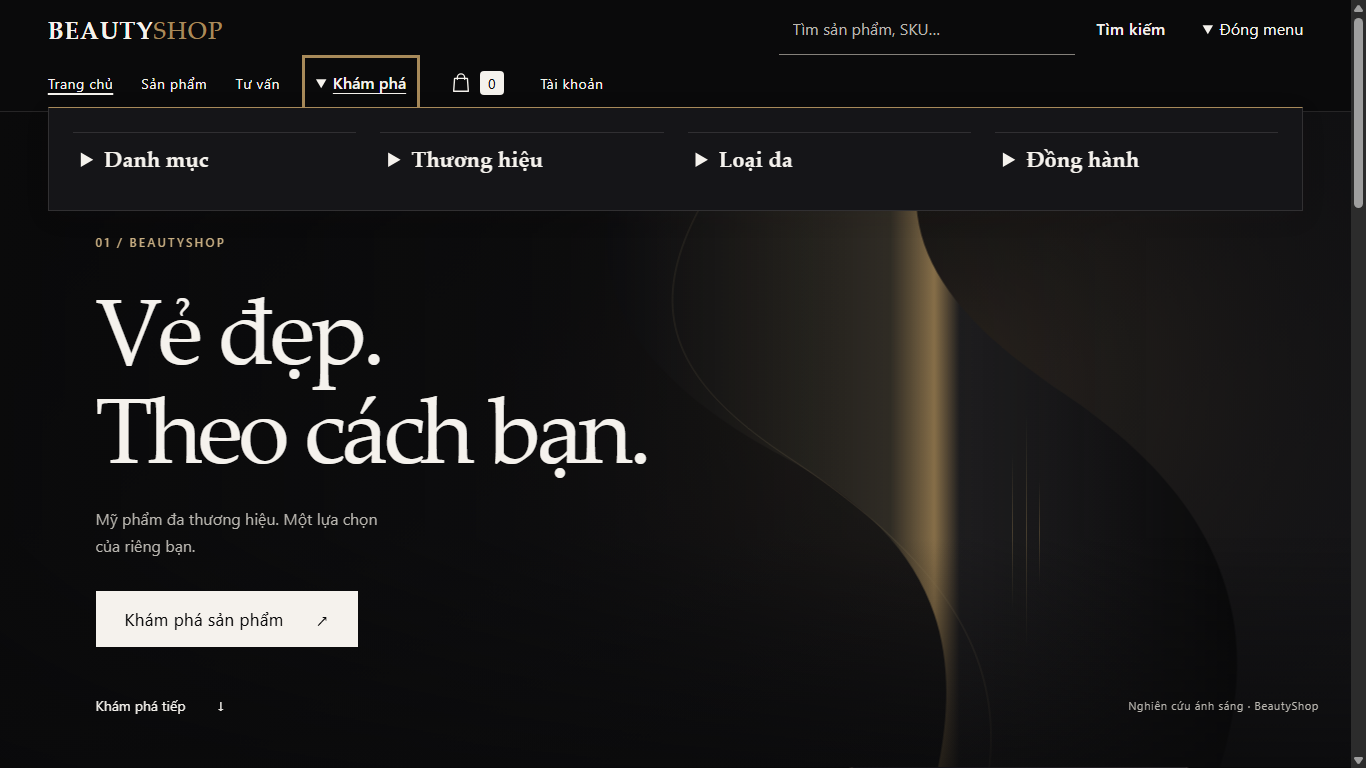 BEAUTYSHOP
Tìm sản phẩm, SKU...
Tìm kiếm
▼ Đóng menu
Trang chủ
Sản phẩm
Tư vấn
▼ Khám phá
0
Tài khoản
▶ Danh mục
▶ Thương hiệu
▶ Loại da
▶ Đồng hành
01 / BEAUTYSHOP
Vẻ đẹp.
Theo cách bạn.
Mỹ phẩm đa thương hiệu. Một lựa chọn
của riêng bạn.
Khám phá sản phẩm ↗
Khám phá tiếp ↓
Nghiên cứu ánh sáng · BeautyShop